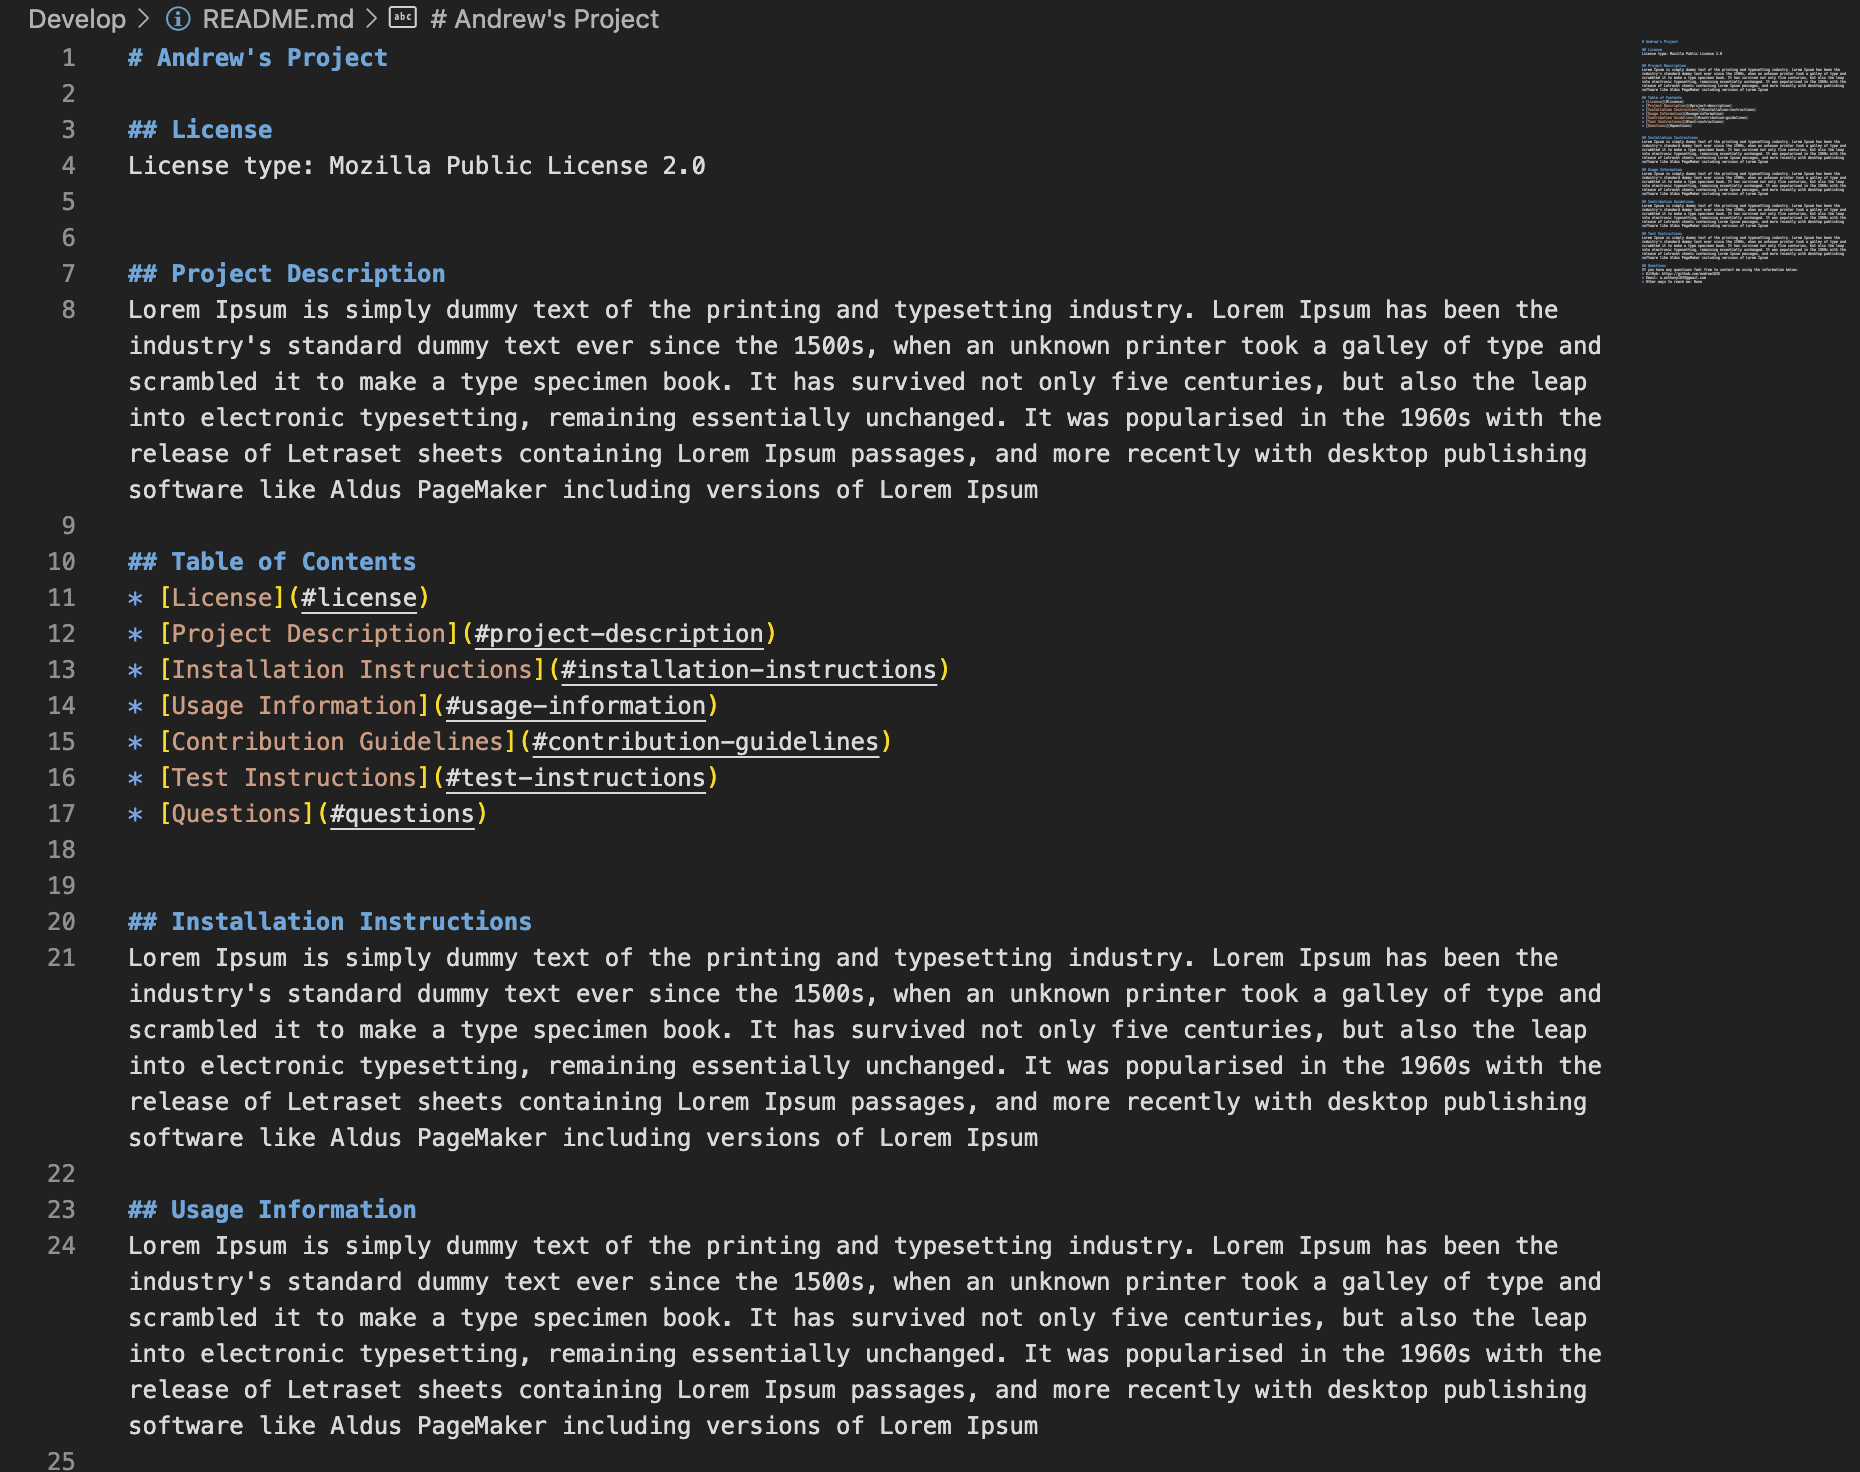 Develop > README.md > # Andrew's Project
1 # Andrew's Project
2
3 ## License
4 License type: Mozilla Public License 2.0
5
6
7 ## Project Description
8 Lorem Ipsum is simply dummy text of the printing and typesetting industry. Lorem Ipsum has been the
industry's standard dummy text ever since the 1500s, when an unknown printer took a galley of type and
scrambled it to make a type specimen book. It has survived not only five centuries, but also the leap
into electronic typesetting, remaining essentially unchanged. It was popularised in the 1960s with the
release of Letraset sheets containing Lorem Ipsum passages, and more recently with desktop publishing
software like Aldus PageMaker including versions of Lorem Ipsum
9
10 ## Table of Contents
11 * [License](#license)
12 * [Project Description](#project-description)
13 * [Installation Instructions](#installation-instructions)
14 * [Usage Information](#usage-information)
15 * [Contribution Guidelines](#contribution-guidelines)
16 * [Test Instructions](#test-instructions)
17 * [Questions](#questions)
18
19
20 ## Installation Instructions
21 Lorem Ipsum is simply dummy text of the printing and typesetting industry. Lorem Ipsum has been the
industry's standard dummy text ever since the 1500s, when an unknown printer took a galley of type and
scrambled it to make a type specimen book. It has survived not only five centuries, but also the leap
into electronic typesetting, remaining essentially unchanged. It was popularised in the 1960s with the
release of Letraset sheets containing Lorem Ipsum passages, and more recently with desktop publishing
software like Aldus PageMaker including versions of Lorem Ipsum
22
23 ## Usage Information
24 Lorem Ipsum is simply dummy text of the printing and typesetting industry. Lorem Ipsum has been the
industry's standard dummy text ever since the 1500s, when an unknown printer took a galley of type and
scrambled it to make a type specimen book. It has survived not only five centuries, but also the leap
into electronic typesetting, remaining essentially unchanged. It was popularised in the 1960s with the
release of Letraset sheets containing Lorem Ipsum passages, and more recently with desktop publishing
software like Aldus PageMaker including versions of Lorem Ipsum
25